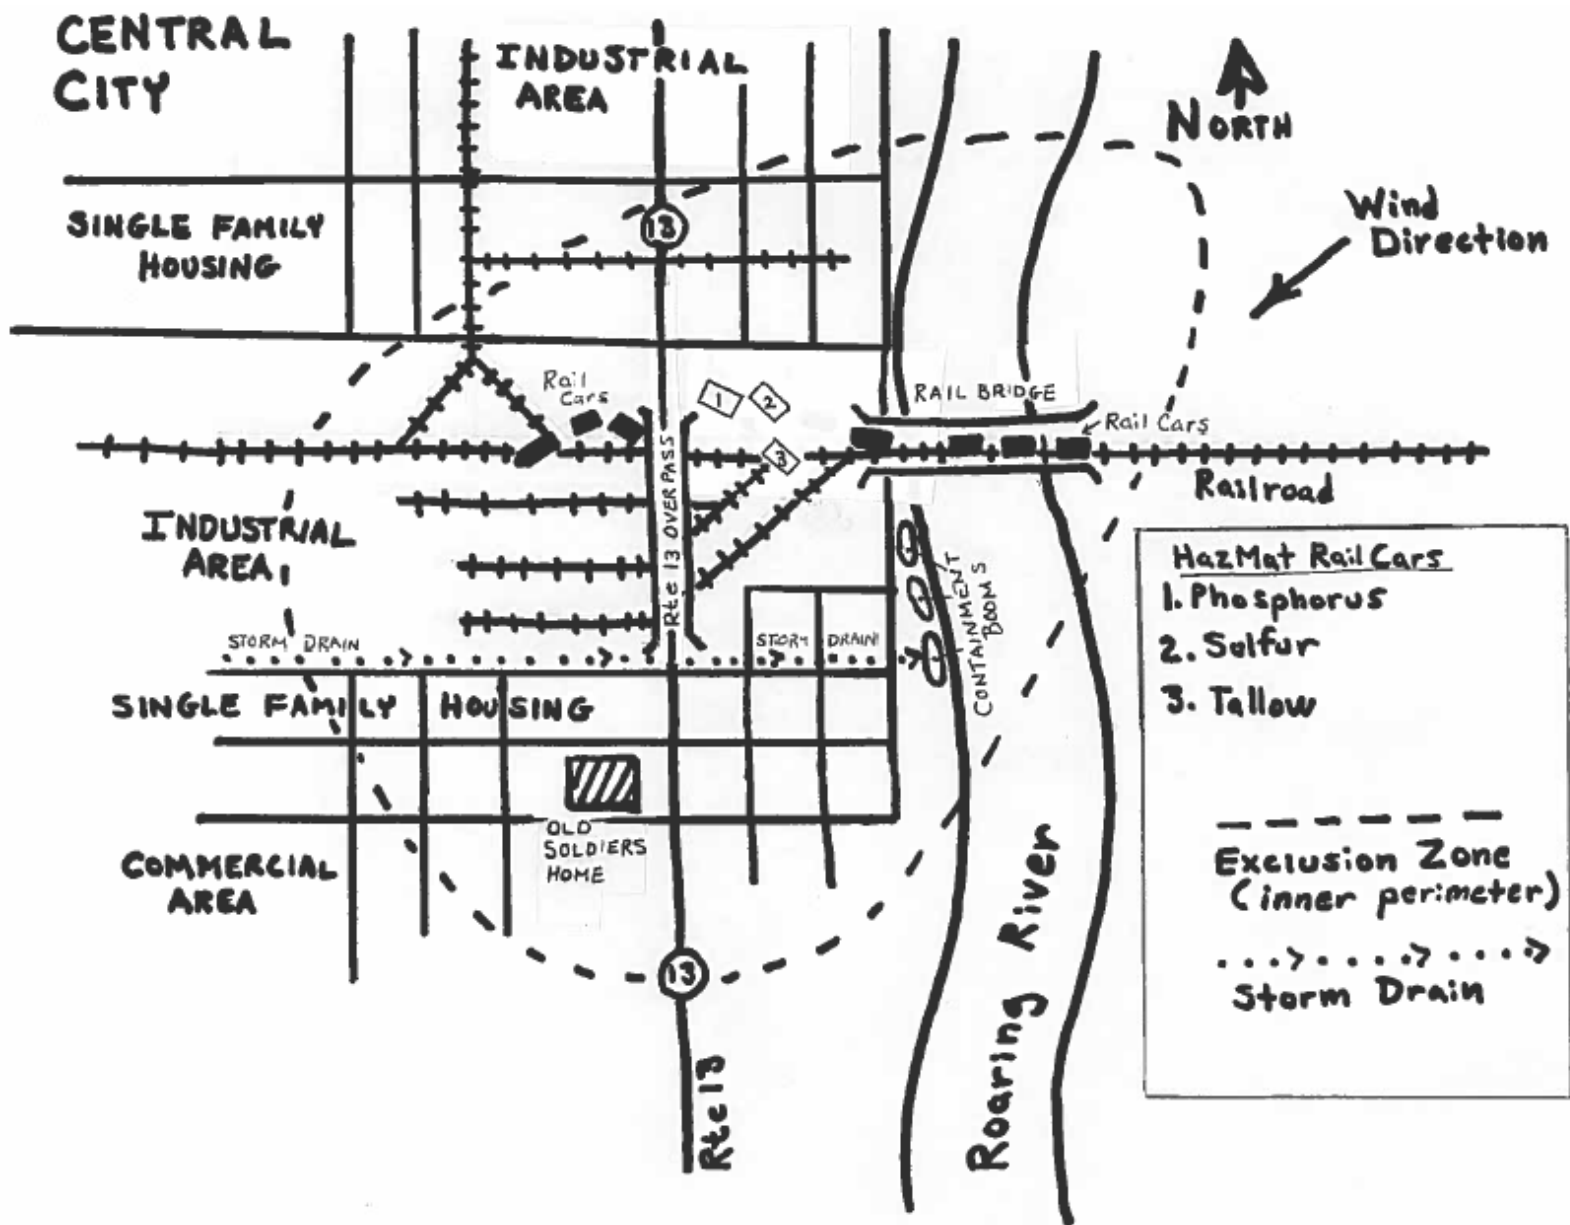 CENTRAL
CITY
INDUSTRIAL
AREA
NORTH
Wind
Direction
SINGLE FAMILY
HOUSING
13
Rail
Cars
1
2
3
RAIL BRIDGE
Rail Cars
Railroad
Rte 13 OVERPASS
INDUSTRIAL
AREA
CONTAINMENT
BOOMS
STORM DRAIN
STORM DRAIN
SINGLE FAMILY HOUSING
OLD
SOLDIERS
HOME
COMMERCIAL
AREA
13
Rte 13
Roaring River
HazMat Rail Cars
1. Phosphorus
2. Sulfur
3. Tallow
Exclusion Zone
(inner perimeter)
Storm Drain